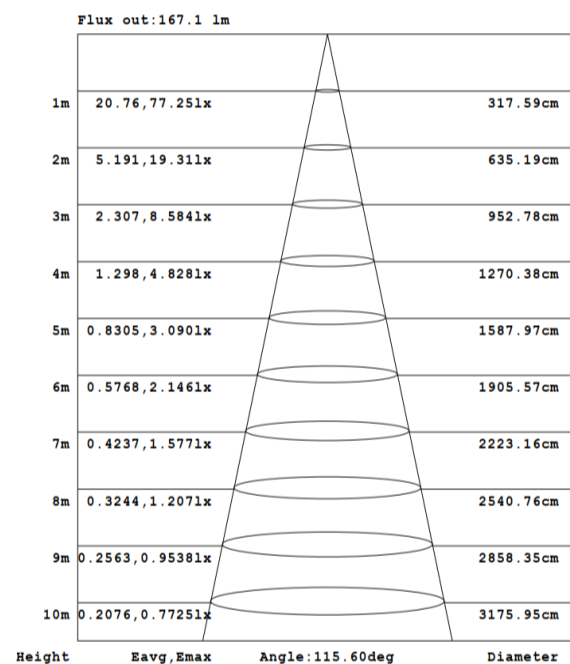 Flux out:167.1 lm
1m 20.76,77.25lx 317.59cm
2m 5.191,19.31lx 635.19cm
3m 2.307,8.584lx 952.78cm
4m 1.298,4.828lx 1270.38cm
5m 0.8305,3.090lx 1587.97cm
6m 0.5768,2.146lx 1905.57cm
7m 0.4237,1.577lx 2223.16cm
8m 0.3244,1.207lx 2540.76cm
9m 0.2563,0.9538lx 2858.35cm
10m 0.2076,0.7725lx 3175.95cm
Height Eavg,Emax Angle:115.60deg Diameter